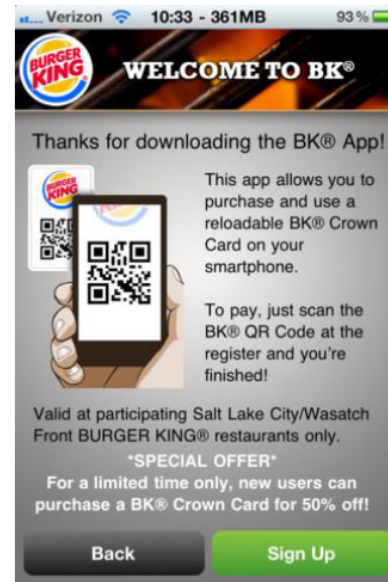 Verizon 10:33 - 361MB 93%
BURGER
KING
WELCOME TO BK®
Thanks for downloading the BK® App!
BURGER
KING
This app allows you to
purchase and use a
reloadable BK® Crown
Card on your
smartphone.
To pay, just scan the
BK® QR Code at the
register and you're
finished!
Valid at participating Salt Lake City/Wasatch
Front BURGER KING® restaurants only.
*SPECIAL OFFER*
For a limited time only, new users can
purchase a BK® Crown Card for 50% off!
Back
Sign Up